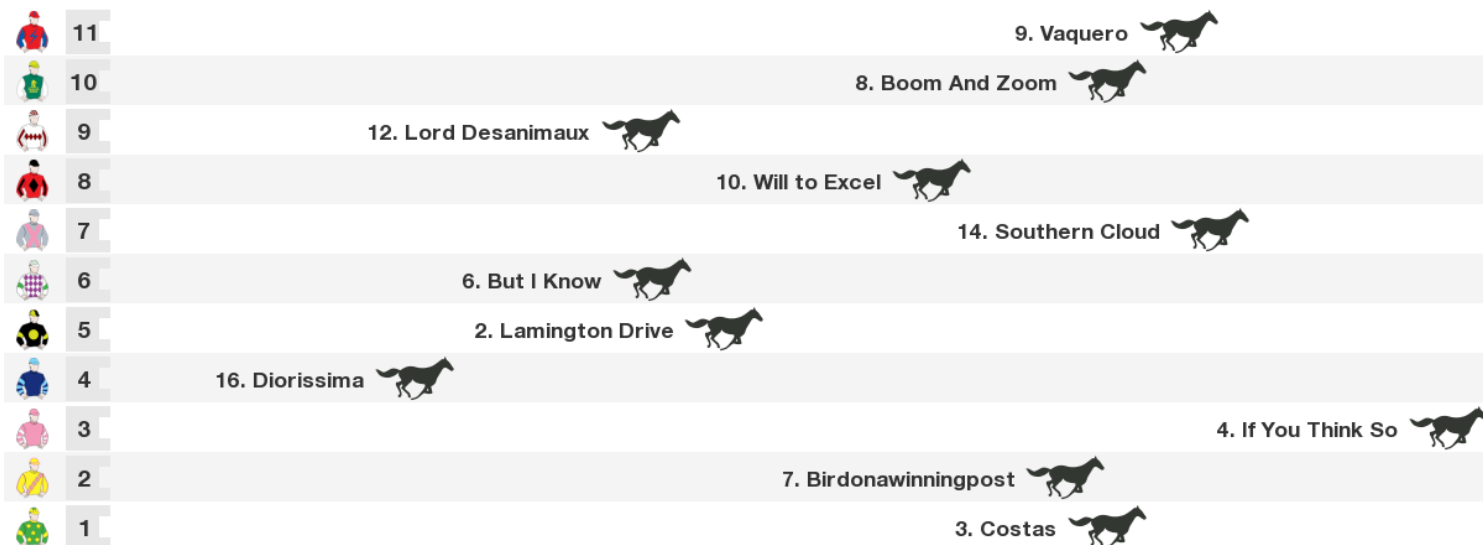 11 9. Vaquero
10 8. Boom And Zoom
9 12. Lord Desanimaux
8 10. Will to Excel
7 14. Southern Cloud
6 6. But I Know
5 2. Lamington Drive
4 16. Diorissima
3 4. If You Think So
2 7. Birdonawinningpost
1 3. Costas